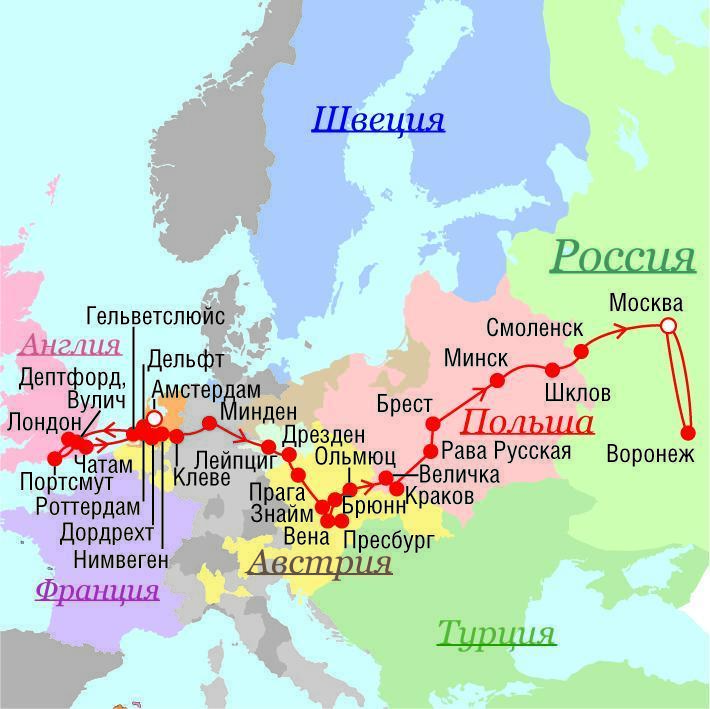 Швеция
Россия
Москва
Гельветслюйс
Смоленск
Англия
Дельфт
Минск
Дептфорд,
Вулич
Амстердам
Шклов
Минден
Брест
Лондон
Польша
Дрезден
Воронеж
Чатам
Клеве
Лейпциг
Ольмюц
Рава Русская
Портсмут
Величка
Роттердам
Прага
Брюнн
Краков
Знайм
Дордрехт
Вена
Пресбург
Нимвеген
Австрия
Франция
Турция